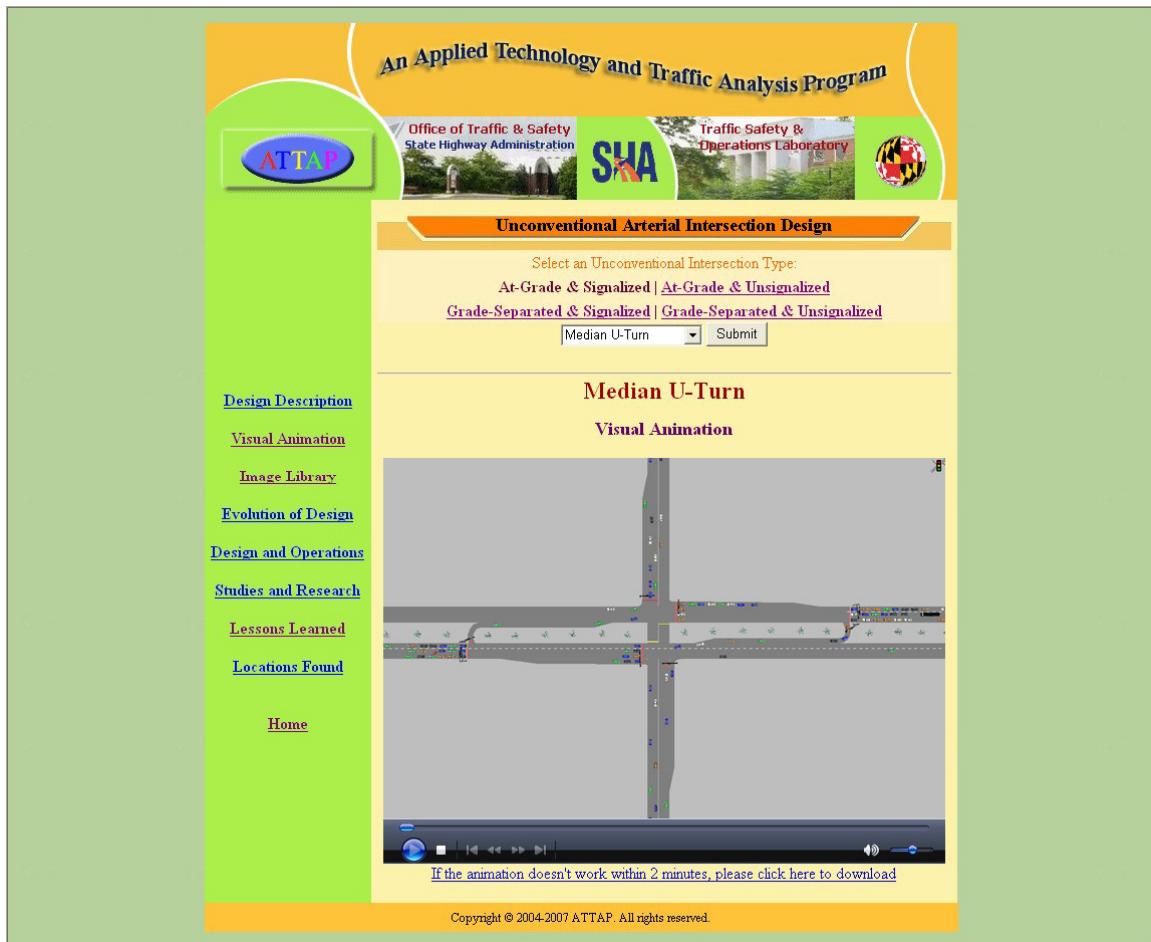 An Applied Technology and Traffic Analysis Program
ATTAP
Office of Traffic & Safety
State Highway Administration
SHA
Traffic Safety &
Operations Laboratory
Unconventional Arterial Intersection Design
Select an Unconventional Intersection Type:
At-Grade & Signalized | At-Grade & Unsignalized
Grade-Separated & Signalized | Grade-Separated & Unsignalized
Median U-Turn Submit
Design Description
Visual Animation
Image Library
Evolution of Design
Design and Operations
Studies and Research
Lessons Learned
Locations Found
Home
Median U-Turn
Visual Animation
If the animation doesn't work within 2 minutes, please click here to download
Copyright © 2004-2007 ATTAP. All rights reserved.